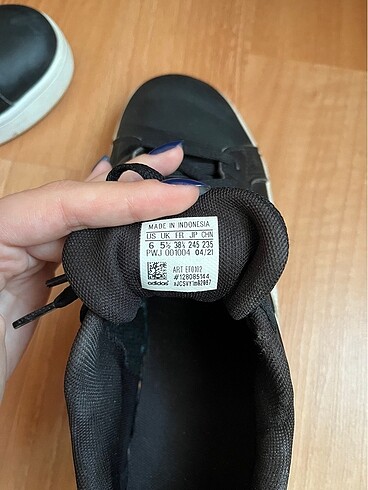 MADE IN INDONESIA
US UK FR JP CHN
6 5½ 38⅔ 245 235
PWJ 001004 04/21
ART EF0102
#128085144
adidas